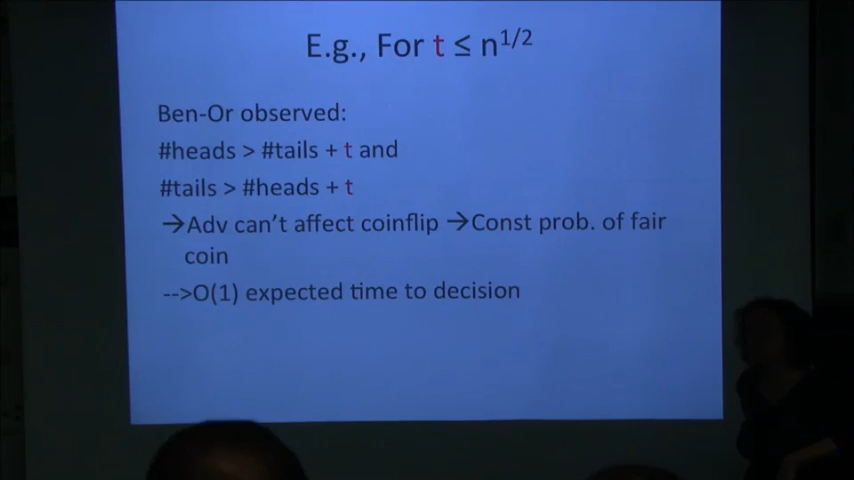 E.g., For t ≤ n^1/2
Ben-Or observed:
#heads > #tails + t and
#tails > #heads + t
→Adv can't affect coinflip →Const prob. of fair
coin
-->O(1) expected time to decision